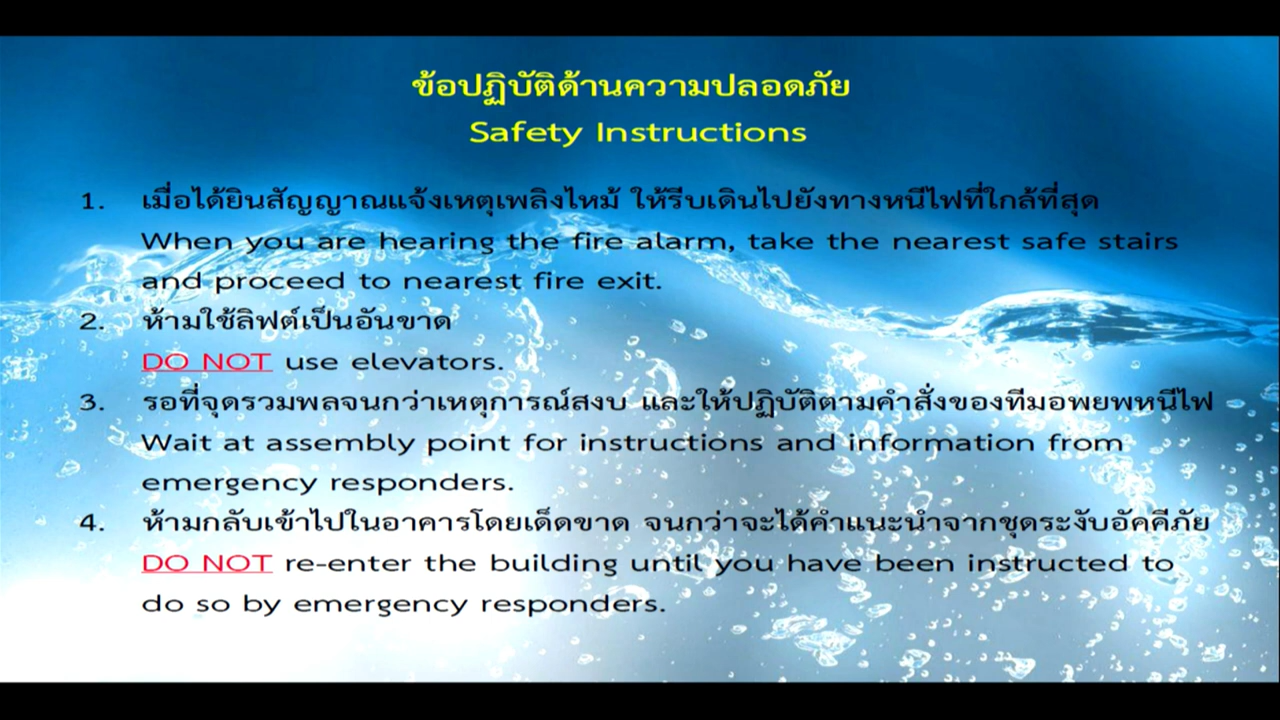 ข้อปฏิบัติด้านความปลอดภัย
Safety Instructions
1. เมื่อได้ยินสัญญาณแจ้งเหตุเพลิงไหม้ ให้รีบเดินไปยังทางหนีไฟที่ใกล้ที่สุด
When you are hearing the fire alarm, take the nearest safe stairs
and proceed to nearest fire exit.
2. ห้ามใช้ลิฟต์เป็นอันขาด
DO NOT use elevators.
3. รอที่จุดรวมพลจนกว่าเหตุการณ์สงบ และให้ปฏิบัติตามคำสั่งของทีมอพยพหนีไฟ
Wait at assembly point for instructions and information from
emergency responders.
4. ห้ามกลับเข้าไปในอาคารโดยเด็ดขาด จนกว่าจะได้คำแนะนำจากชุดระงับอัคคีภัย
DO NOT re-enter the building until you have been instructed to
do so by emergency responders.